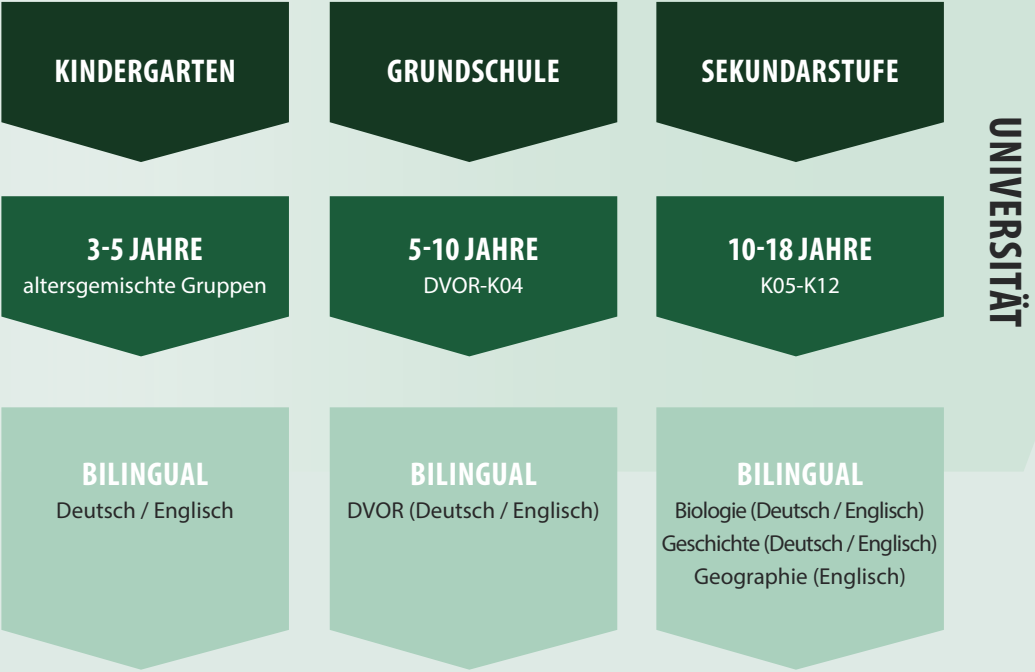 KINDERGARTEN
3-5 JAHRE
altersgemischte Gruppen
BILINGUAL
Deutsch / Englisch
GRUNDSCHULE
5-10 JAHRE
DVOR-K04
BILINGUAL
DVOR (Deutsch / Englisch)
SEKUNDARSTUFE
10-18 JAHRE
K05-K12
BILINGUAL
Biologie (Deutsch / Englisch)
Geschichte (Deutsch / Englisch)
Geographie (Englisch)
UNIVERSITÄT